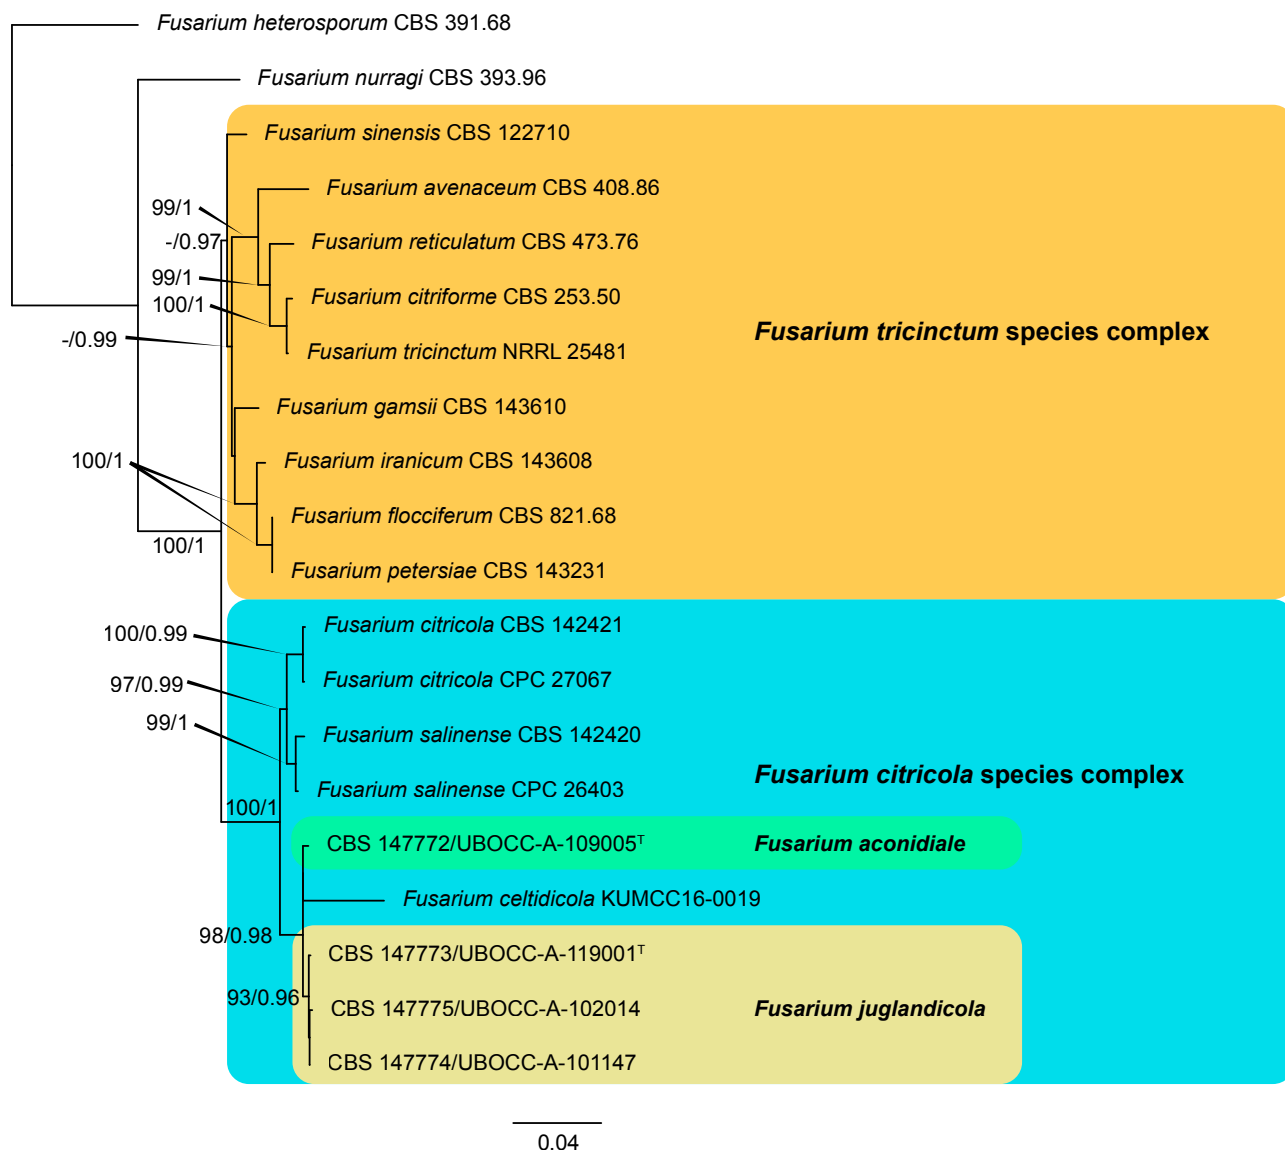 Fusarium heterosporum CBS 391.68
Fusarium nurragi CBS 393.96
Fusarium sinensis CBS 122710
Fusarium avenaceum CBS 408.86
99/1
-/0.97
Fusarium reticulatum CBS 473.76
99/1
100/1
Fusarium citriforme CBS 253.50
Fusarium tricinctum species complex
-/0.99
Fusarium tricinctum NRRL 25481
Fusarium gamsii CBS 143610
100/1
Fusarium iranicum CBS 143608
Fusarium flocciferum CBS 821.68
100/1
Fusarium petersiae CBS 143231
Fusarium citricola CBS 142421
100/0.99
Fusarium citricola CPC 27067
97/0.99
99/1
Fusarium salinense CBS 142420
Fusarium citricola species complex
Fusarium salinense CPC 26403
100/1
CBS 147772/UBOCC-A-109005ᵀ Fusarium aconidiale
Fusarium celtidicola KUMCC16-0019
98/0.98
CBS 147773/UBOCC-A-119001ᵀ
93/0.96
CBS 147775/UBOCC-A-102014 Fusarium juglandicola
CBS 147774/UBOCC-A-101147
0.04